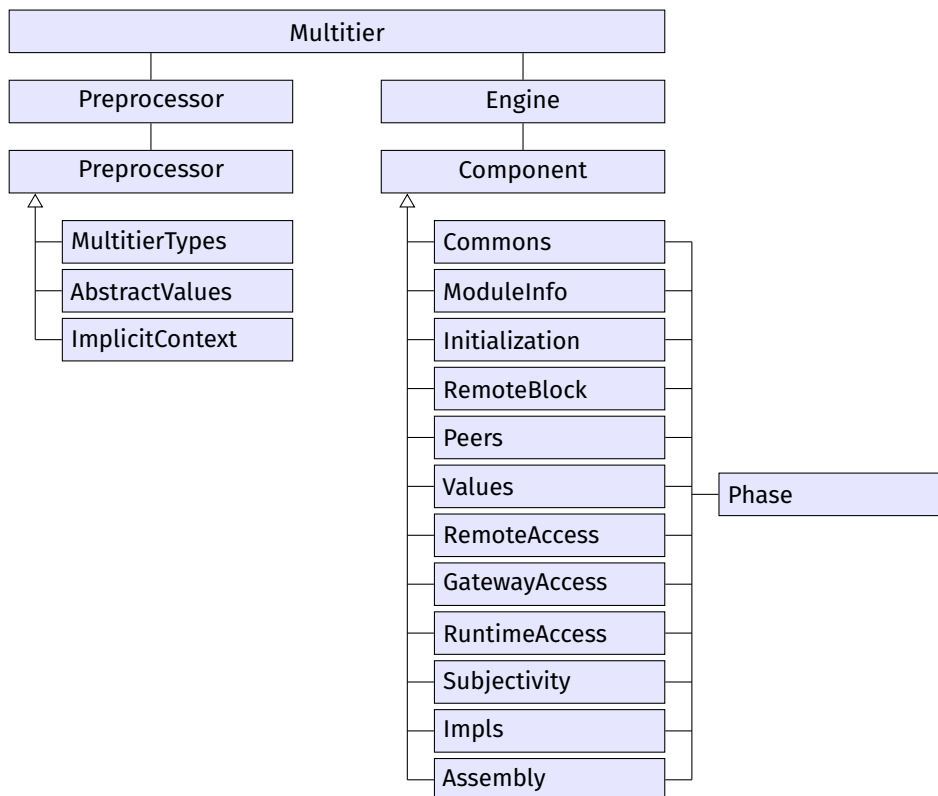 Multitier
Preprocessor
Engine
Preprocessor
Component
MultitierTypes
AbstractValues
ImplicitContext
Commons
ModuleInfo
Initialization
RemoteBlock
Peers
Values
RemoteAccess
GatewayAccess
RuntimeAccess
Subjectivity
Impls
Assembly
Phase